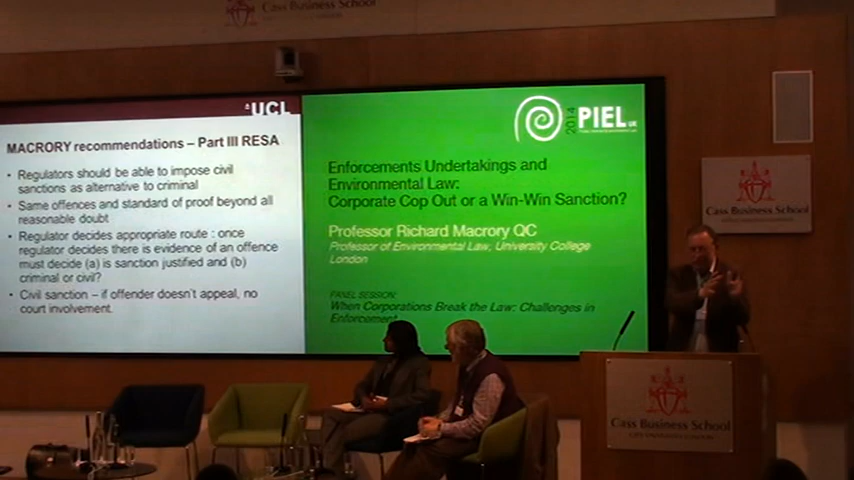 Cass Business School
UCL
MACRORY recommendations – Part III RESA
• Regulators should be able to impose civil
sanctions as alternative to criminal
• Same offences and standard of proof beyond all
reasonable doubt
• Regulator decides appropriate route : once
regulator decides there is evidence of an offence
must decide (a) is sanction justified and (b)
criminal or civil?
• Civil sanction – if offender doesn't appeal, no
court involvement.
2014
PIEL UK
Enforcements Undertakings and
Environmental Law:
Corporate Cop Out or a Win-Win Sanction?
Professor Richard Macrory QC
Professor of Environmental Law, University College
London
PANEL SESSION:
When Corporations Break the Law: Challenges in
Enforcement
Cass Business School
Cass Business School
CITY UNIVERSITY LONDON